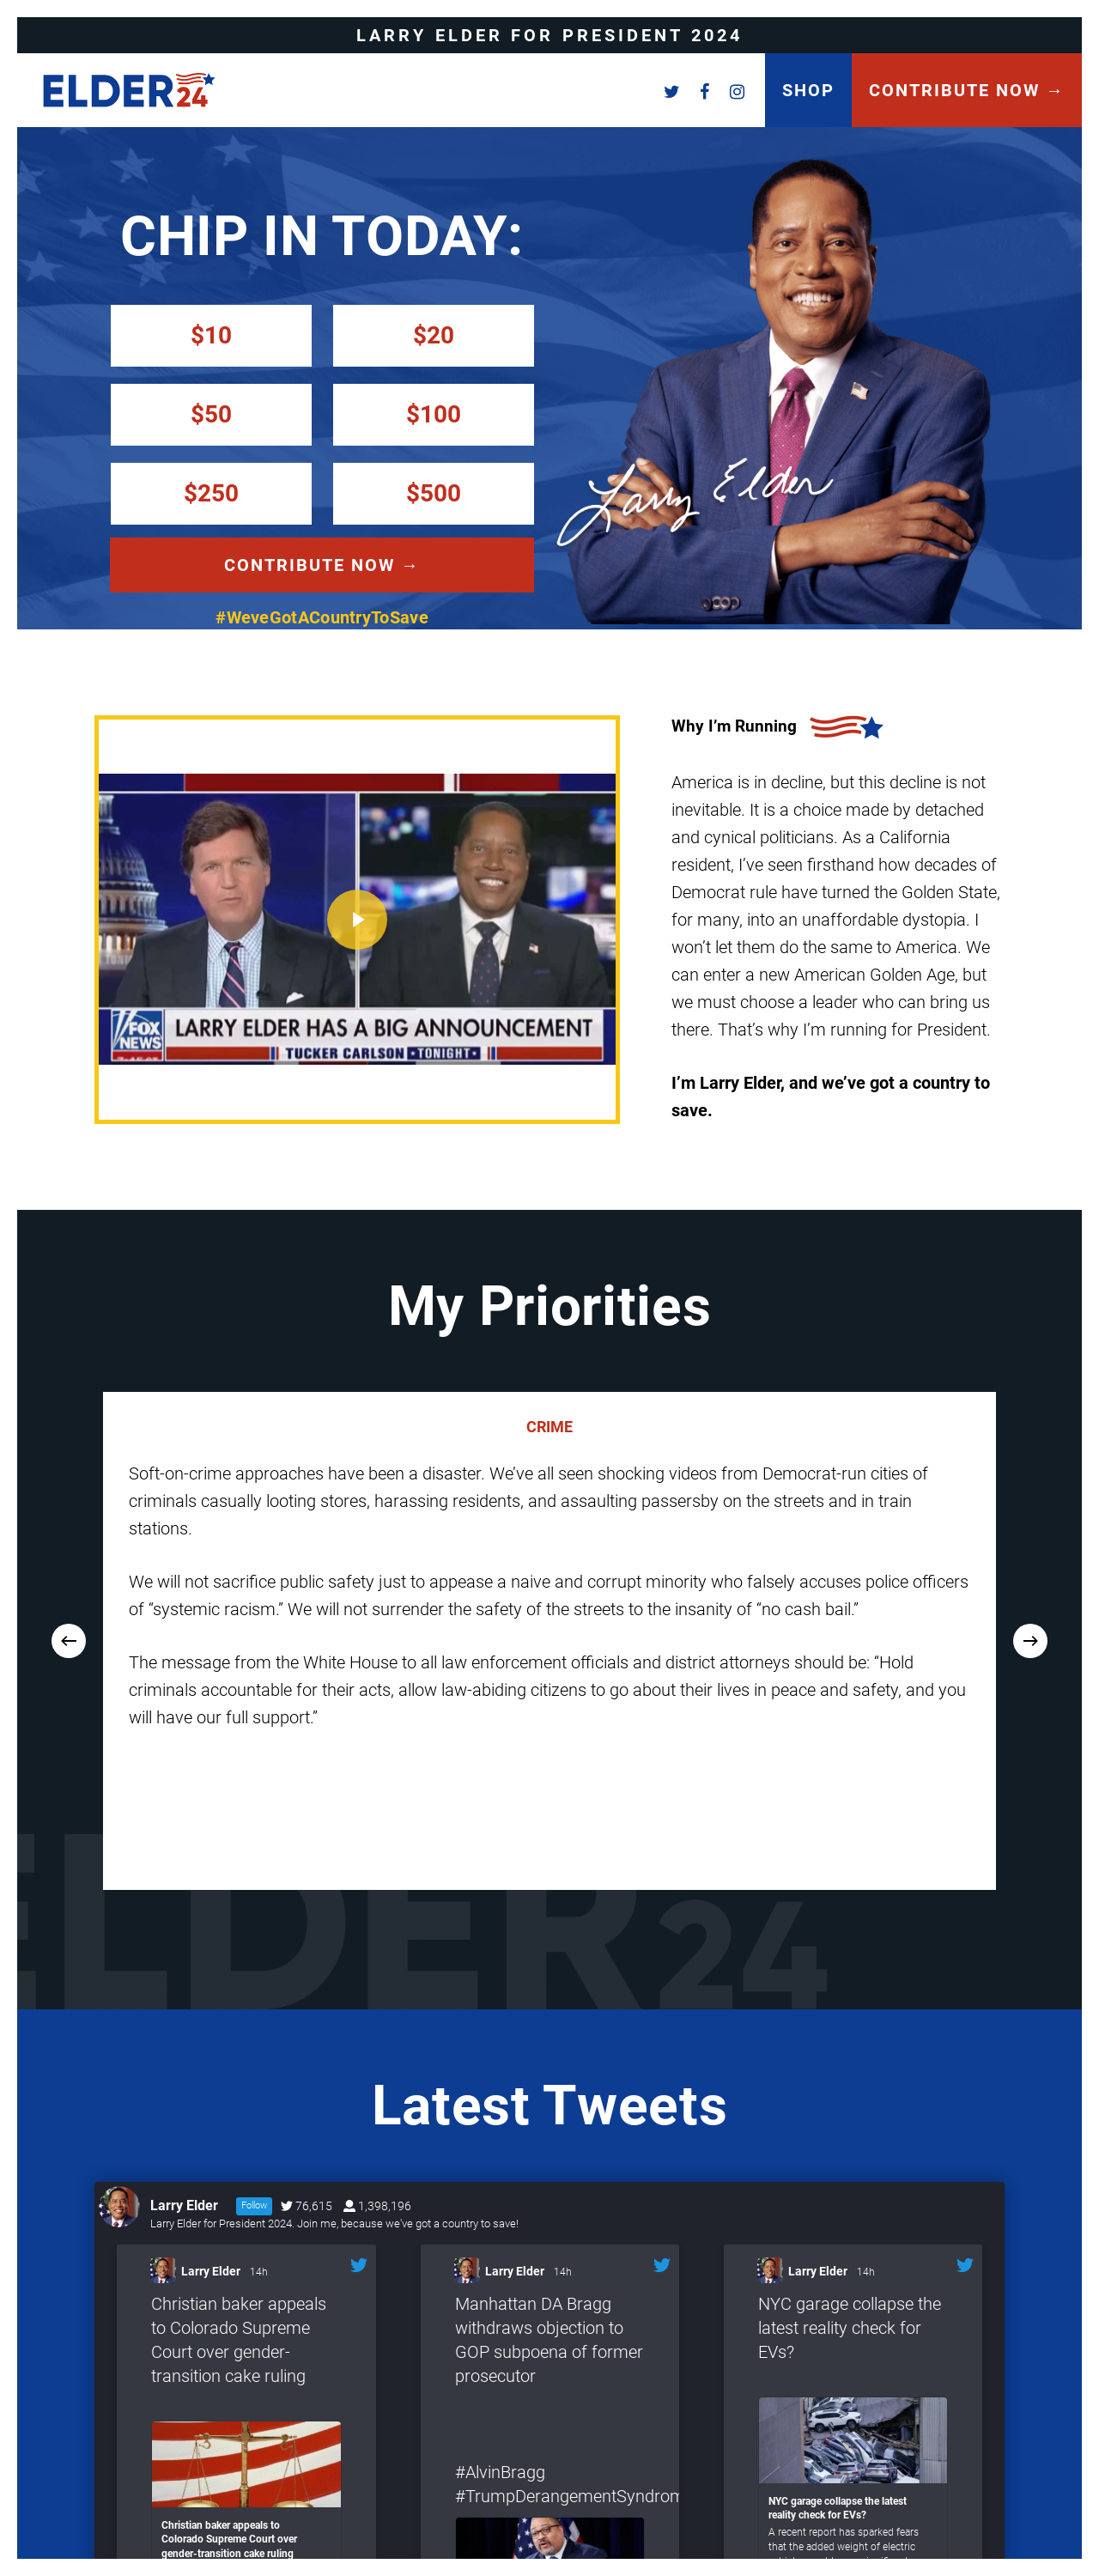 LARRY ELDER FOR PRESIDENT 2024
ELDER24
SHOP
CONTRIBUTE NOW →
CHIP IN TODAY:
$10
$20
$50
$100
$250
$500
CONTRIBUTE NOW →
#WeveGotACountryToSave
Larry Elder
LARRY ELDER HAS A BIG ANNOUNCEMENT
FOX
NEWS
TUCKER CARLSON TONIGHT
Why I’m Running
America is in decline, but this decline is not
inevitable. It is a choice made by detached
and cynical politicians. As a California
resident, I’ve seen firsthand how decades of
Democrat rule have turned the Golden State,
for many, into an unaffordable dystopia. I
won’t let them do the same to America. We
can enter a new American Golden Age, but
we must choose a leader who can bring us
there. That’s why I’m running for President.
I’m Larry Elder, and we’ve got a country to
save.
My Priorities
CRIME
Soft-on-crime approaches have been a disaster. We’ve all seen shocking videos from Democrat-run cities of
criminals casually looting stores, harassing residents, and assaulting passersby on the streets and in train
stations.
We will not sacrifice public safety just to appease a naive and corrupt minority who falsely accuses police officers
of “systemic racism.” We will not surrender the safety of the streets to the insanity of “no cash bail.”
The message from the White House to all law enforcement officials and district attorneys should be: “Hold
criminals accountable for their acts, allow law-abiding citizens to go about their lives in peace and safety, and you
will have our full support.”
ELDER24
Latest Tweets
Larry Elder Follow 76,615 1,398,196
Larry Elder for President 2024. Join me, because we've got a country to save!
Larry Elder 14h
Christian baker appeals
to Colorado Supreme
Court over gender-
transition cake ruling
Christian baker appeals to
Colorado Supreme Court over
gender-transition cake ruling
Larry Elder 14h
Manhattan DA Bragg
withdraws objection to
GOP subpoena of former
prosecutor
#AlvinBragg
#TrumpDerangementSyndrom
Larry Elder 14h
NYC garage collapse the
latest reality check for
EVs?
NYC garage collapse the latest
reality check for EVs?
A recent report has sparked fears
that the added weight of electric